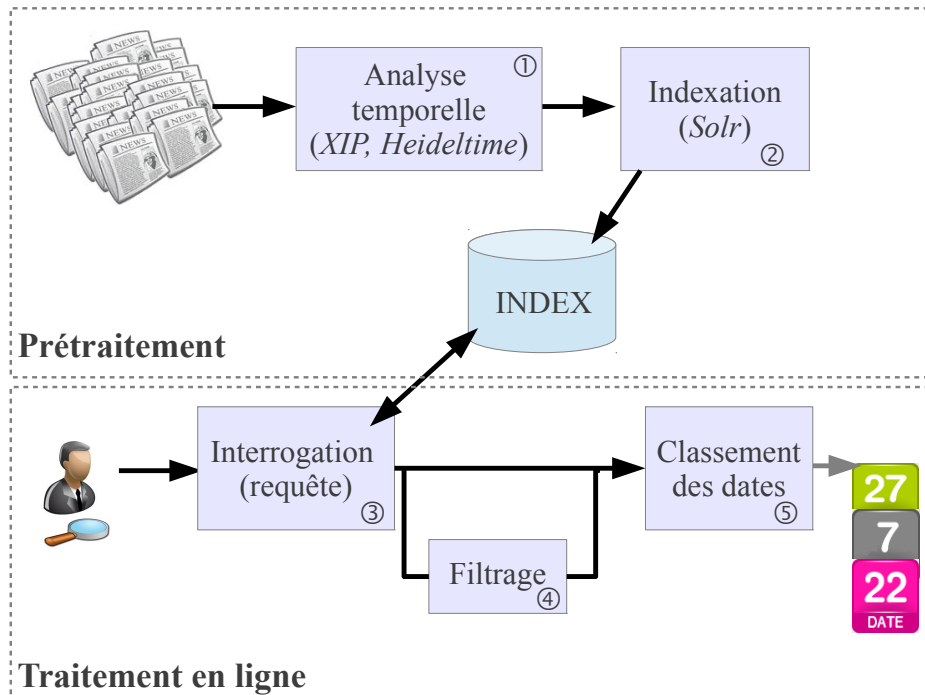 NEWS
Analyse
temporelle
(XIP, Heideltime)
①
Indexation
(Solr)
②
INDEX
Prétraitement
Interrogation
(requête)
③
Filtrage
④
Classement
des dates
⑤
27
7
22
DATE
Traitement en ligne